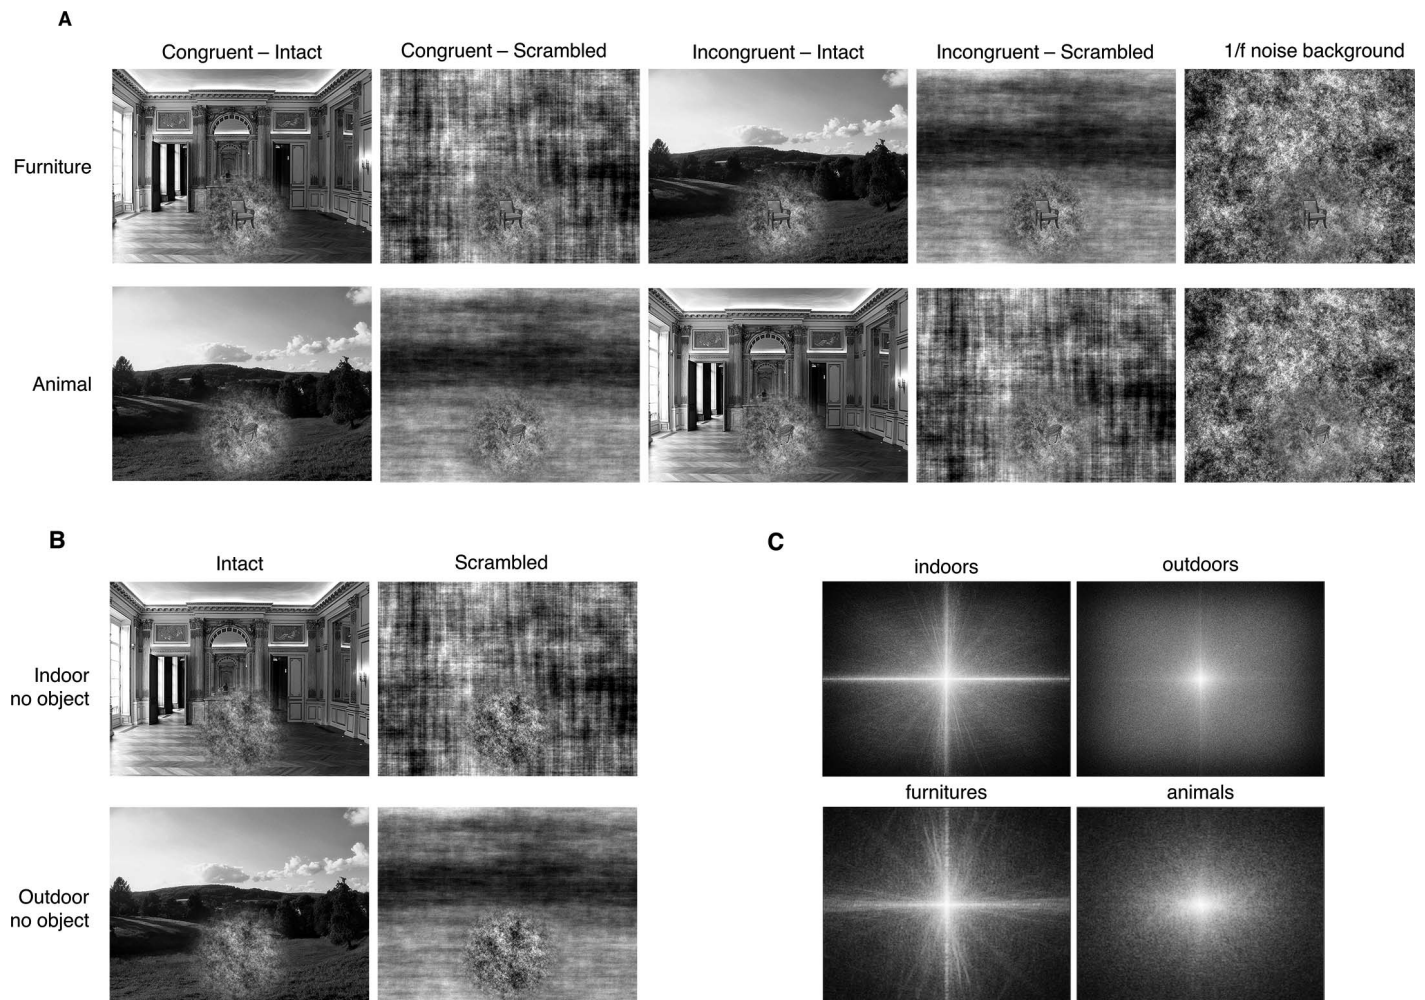 A
Congruent – Intact
Congruent – Scrambled
Incongruent – Intact
Incongruent – Scrambled
1/f noise background
Furniture
Animal
B
Intact
Scrambled
Indoor
no object
Outdoor
no object
C
indoors
outdoors
furnitures
animals